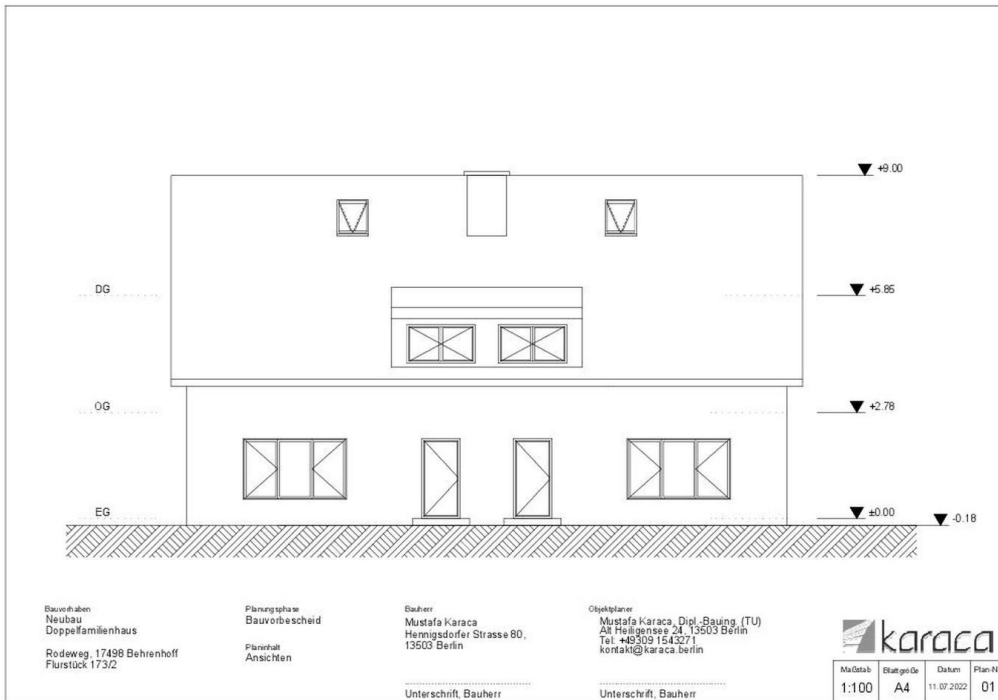 +9.00
DG
+5.85
OG
+2.78
EG
±0.00
-0.18
Bauvorhaben
Neubau
Doppelfamilienhaus
Rodeweg, 17498 Behrenhoff
Flurstück 173/2
Planungsphase
Bauvorbescheid
Planinhalt
Ansichten
Bauherr
Mustafa Karaca
Hennigsdorfer Strasse 80,
13503 Berlin
Unterschrift, Bauherr
Objektplaner
Mustafa Karaca, Dipl.-Bauing. (TU)
Alt Heiligensee 24, 13503 Berlin
Tel: +49309 1543271
kontakt@karaca.berlin
Unterschrift, Bauherr
karaca
Maßstab Blattgröße Datum Plan-N
1:100 A4 11.07.2022 01